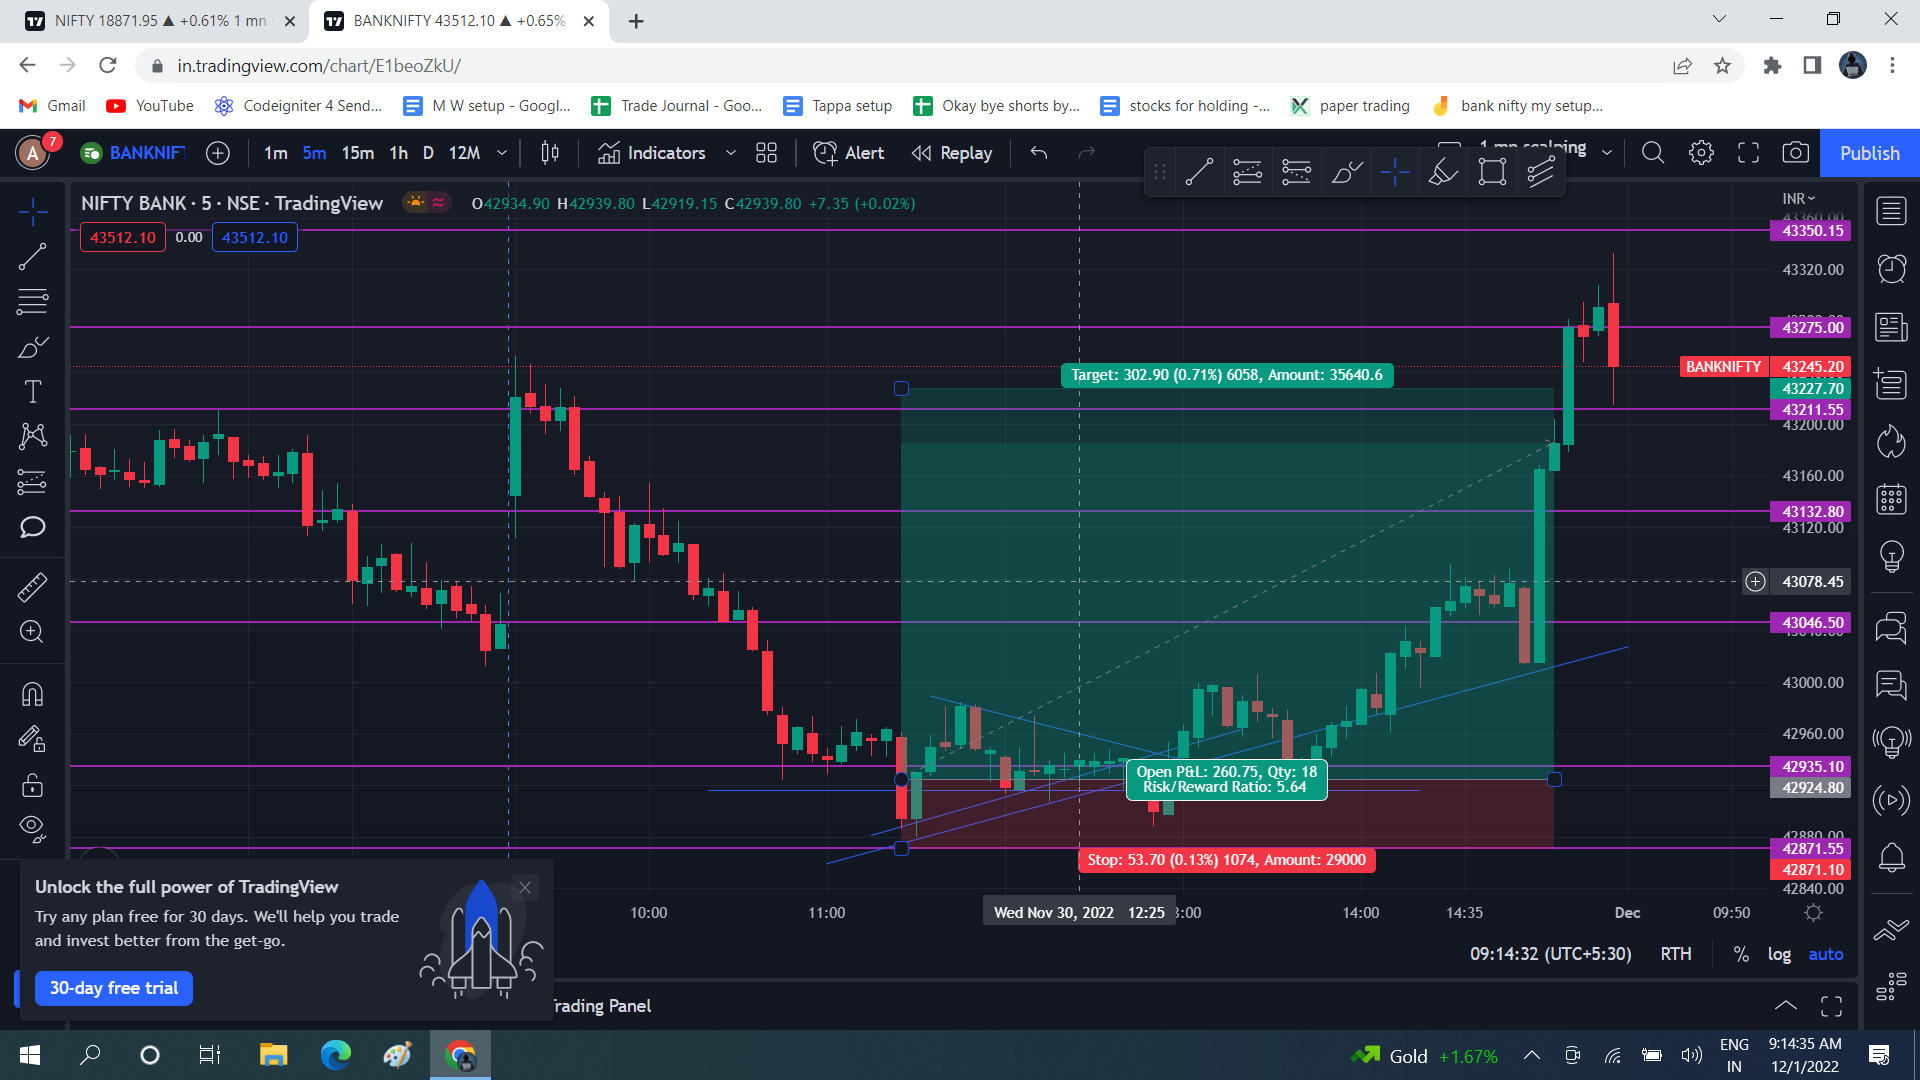 NIFTY 18871.95 ▲ +0.61% 1 mn
BANKNIFTY 43512.10 ▲ +0.65%
in.tradingview.com/chart/E1beoZkU/
Gmail YouTube Codeigniter 4 Send... M W setup - Googl... Trade Journal - Goo... Tappa setup Okay bye shorts by... stocks for holding -... paper trading bank nifty my setup...
A 7 BANKNIFT 1m 5m 15m 1h D 12M Indicators Alert Replay 1 mn scalping Publish
NIFTY BANK · 5 · NSE · TradingView O42934.90 H42939.80 L42919.15 C42939.80 +7.35 (+0.02%)
INR
43512.10 0.00 43512.10
43360.00
43350.15
43320.00
43275.00
BANKNIFTY 43245.20
Target: 302.90 (0.71%) 6058, Amount: 35640.6
43227.70
43211.55
43200.00
43160.00
43132.80
43120.00
43078.45
43046.50
43000.00
42960.00
42935.10
Open P&L: 260.75, Qty: 18
Risk/Reward Ratio: 5.64
42924.80
42880.00
42871.55
Stop: 53.70 (0.13%) 1074, Amount: 29000
42871.10
42840.00
10:00 11:00 Wed Nov 30, 2022 12:25 3:00 14:00 14:35 Dec 09:50
Unlock the full power of TradingView
Try any plan free for 30 days. We'll help you trade
and invest better from the get-go.
30-day free trial
09:14:32 (UTC+5:30) RTH % log auto
Trading Panel
Gold +1.67% ENG 9:14:35 AM
IN 12/1/2022